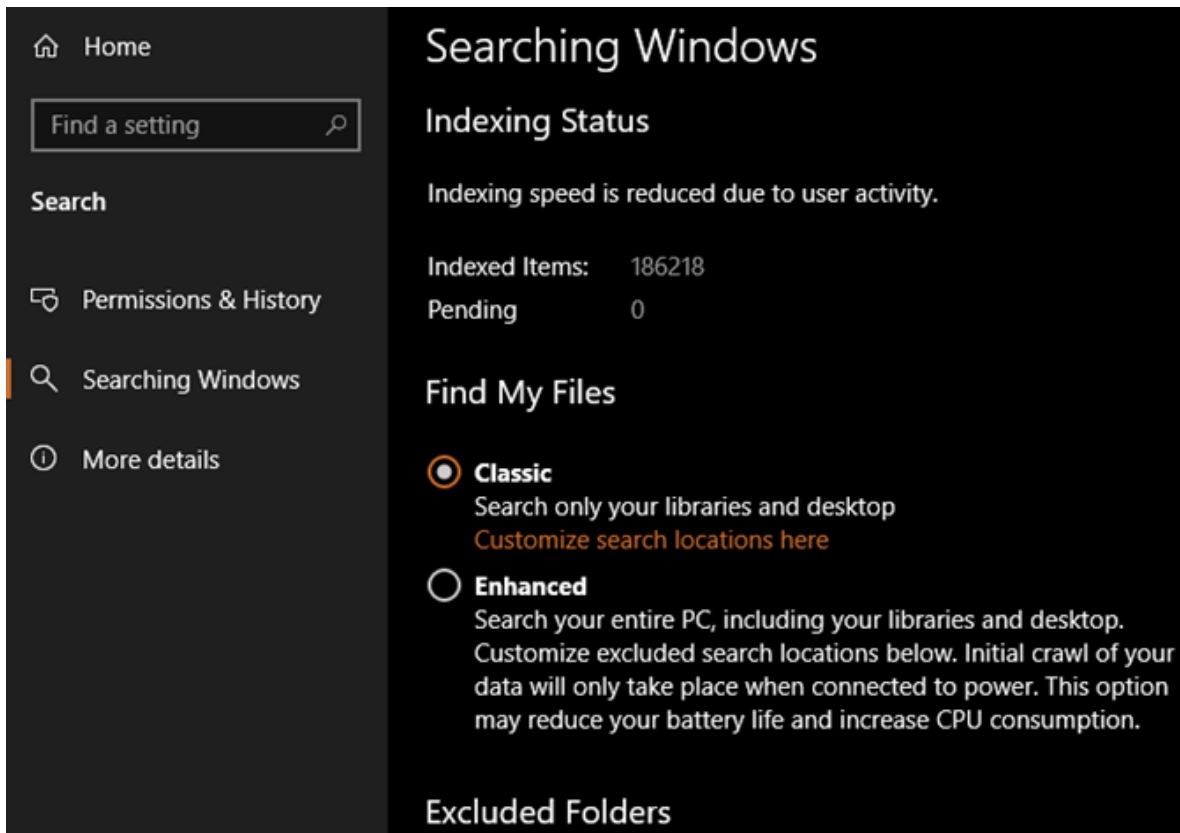 Home
Find a setting
Search
Permissions & History
Searching Windows
More details
Searching Windows
Indexing Status
Indexing speed is reduced due to user activity.
Indexed Items: 186218
Pending 0
Find My Files
Classic
Search only your libraries and desktop
Customize search locations here
Enhanced
Search your entire PC, including your libraries and desktop.
Customize excluded search locations below. Initial crawl of your
data will only take place when connected to power. This option
may reduce your battery life and increase CPU consumption.
Excluded Folders